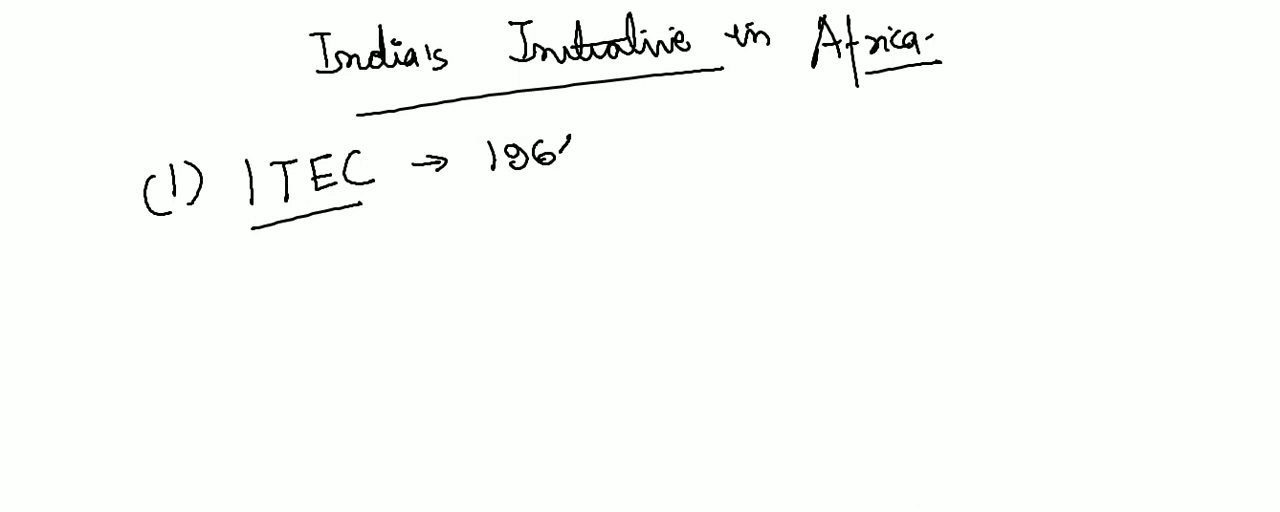 India's Initiative in Africa.
(1) ITEC → 196